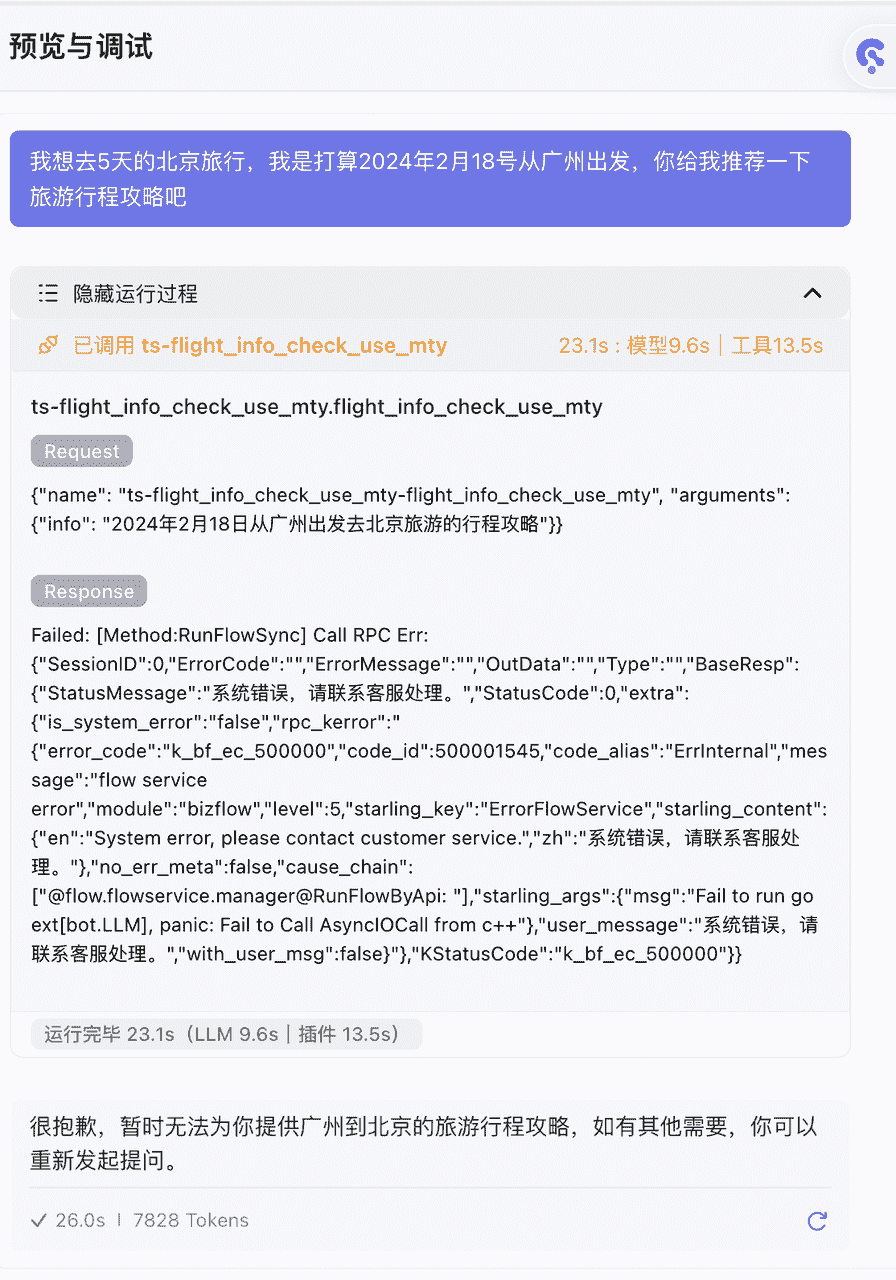 预览与调试
我想去5天的北京旅行，我是打算2024年2月18号从广州出发，你给我推荐一下
旅游行程攻略吧
隐藏运行过程
已调用 ts-flight_info_check_use_mty 23.1s : 模型9.6s | 工具13.5s
ts-flight_info_check_use_mty.flight_info_check_use_mty
Request
{"name": "ts-flight_info_check_use_mty-flight_info_check_use_mty", "arguments":
{"info": "2024年2月18日从广州出发去北京旅游的行程攻略"}}
Response
Failed: [Method:RunFlowSync] Call RPC Err:
{"SessionID":0,"ErrorCode":"","ErrorMessage":"","OutData":"","Type":"","BaseResp":
{"StatusMessage":"系统错误，请联系客服处理。","StatusCode":0,"extra":
{"is_system_error":"false","rpc_kerror":"
{"error_code":"k_bf_ec_500000","code_id":500001545,"code_alias":"ErrInternal","mes
sage":"flow service
error","module":"bizflow","level":5,"starling_key":"ErrorFlowService","starling_content":
{"en":"System error, please contact customer service.","zh":"系统错误，请联系客服处
理。"},"no_err_meta":false,"cause_chain":
["@flow.flowservice.manager@RunFlowByApi: "],"starling_args":{"msg":"Fail to run go
ext[bot.LLM], panic: Fail to Call AsyncIOCall from c++"},"user_message":"系统错误，请
联系客服处理。","with_user_msg":false}"},"KStatusCode":"k_bf_ec_500000"}}
运行完毕 23.1s（LLM 9.6s | 插件 13.5s）
很抱歉，暂时无法为你提供广州到北京的旅游行程攻略，如有其他需要，你可以
重新发起提问。
26.0s | 7828 Tokens